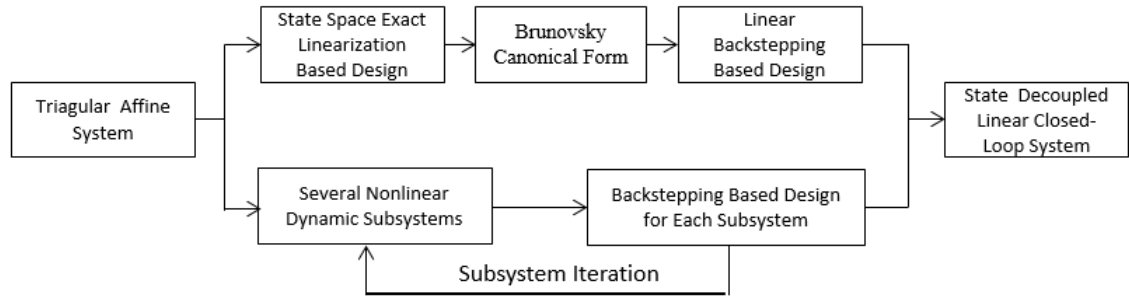 Triagular Affine
System
State Space Exact
Linearization
Based Design
Brunovsky
Canonical Form
Linear
Backstepping
Based Design
State Decoupled
Linear Closed-
Loop System
Several Nonlinear
Dynamic Subsystems
Backstepping Based Design
for Each Subsystem
Subsystem Iteration